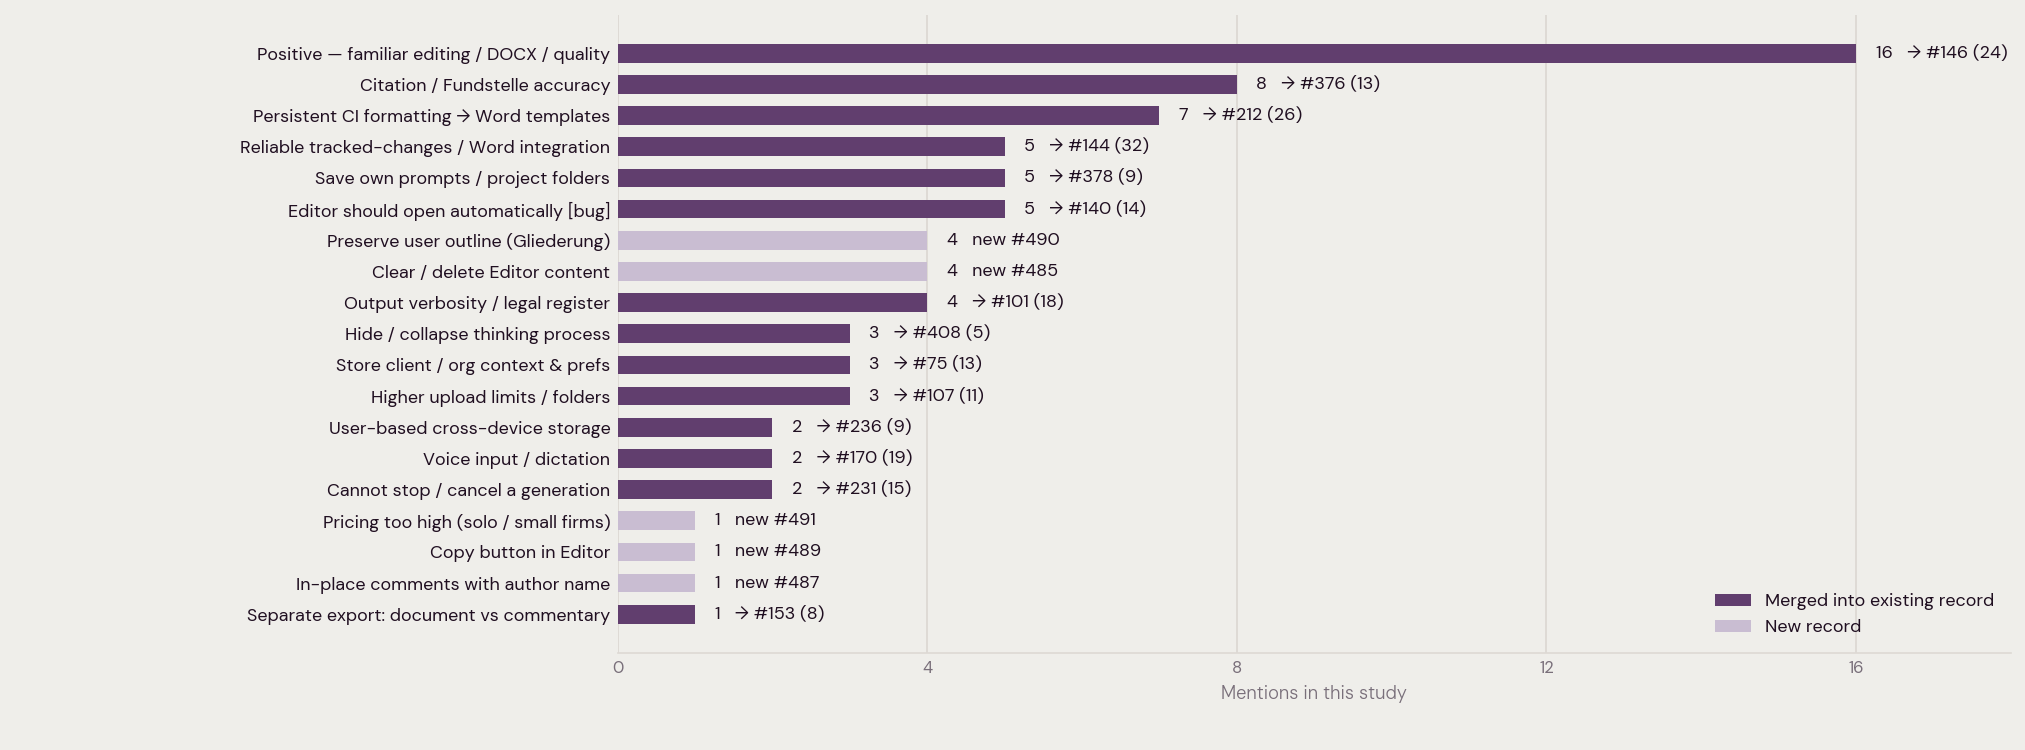 Positive — familiar editing / DOCX / quality 16 → #146 (24)
Citation / Fundstelle accuracy 8 → #376 (13)
Persistent CI formatting → Word templates 7 → #212 (26)
Reliable tracked-changes / Word integration 5 → #144 (32)
Save own prompts / project folders 5 → #378 (9)
Editor should open automatically [bug] 5 → #140 (14)
Preserve user outline (Gliederung) 4 new #490
Clear / delete Editor content 4 new #485
Output verbosity / legal register 4 → #101 (18)
Hide / collapse thinking process 3 → #408 (5)
Store client / org context & prefs 3 → #75 (13)
Higher upload limits / folders 3 → #107 (11)
User-based cross-device storage 2 → #236 (9)
Voice input / dictation 2 → #170 (19)
Cannot stop / cancel a generation 2 → #231 (15)
Pricing too high (solo / small firms) 1 new #491
Copy button in Editor 1 new #489
In-place comments with author name 1 new #487
Separate export: document vs commentary 1 → #153 (8)
Merged into existing record
New record
0 4 8 12 16
Mentions in this study